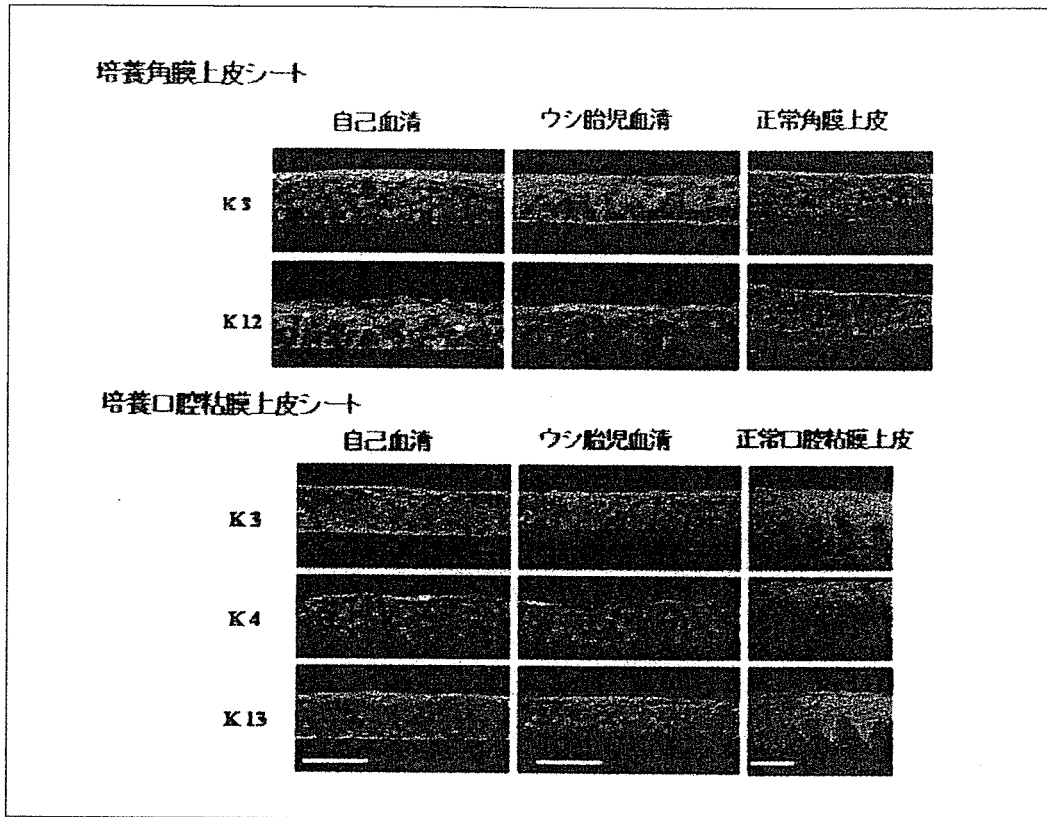 培養角膜上皮シート
自己血清 ウシ胎児血清 正常角膜上皮
K3
K12
培養口腔粘膜上皮シート
自己血清 ウシ胎児血清 正常口腔粘膜上皮
K3
K4
K13